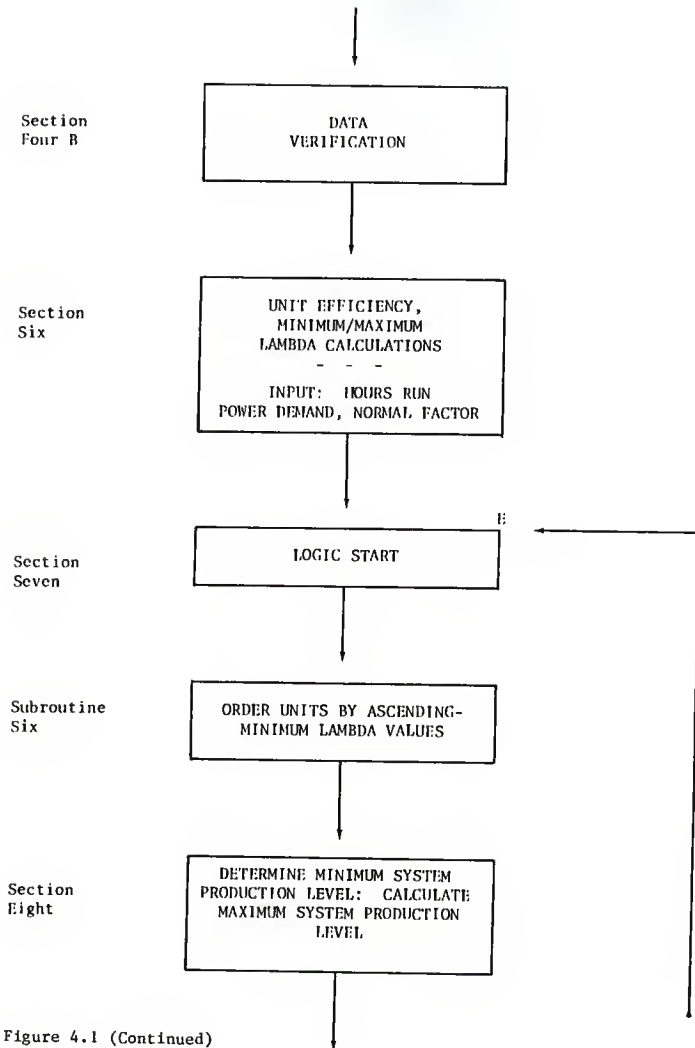 Section
Four B
DATA
VERIFICATION
Section
Six
UNIT EFFICIENCY,
MINIMUM/MAXIMUM
LAMBDA CALCULATIONS
- - -
INPUT: HOURS RUN
POWER DEMAND, NORMAL FACTOR
E
Section
Seven
LOGIC START
Subroutine
Six
ORDER UNITS BY ASCENDING-
MINIMUM LAMBDA VALUES
Section
Eight
DETERMINE MINIMUM SYSTEM
PRODUCTION LEVEL: CALCULATE
MAXIMUM SYSTEM PRODUCTION
LEVEL
Figure 4.1 (Continued)